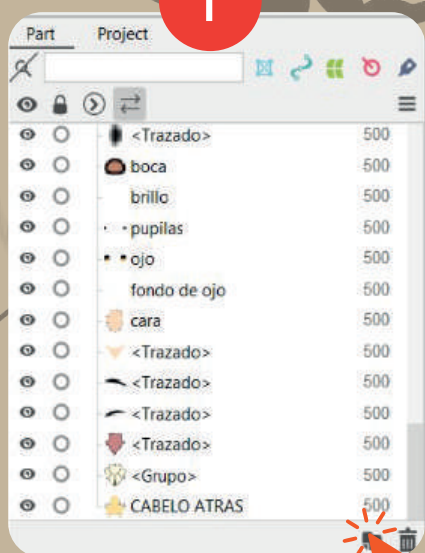 1
Part Project
<Trazado> 500
boca 500
brillo 500
pupilas 500
ojo 500
fondo de ojo 500
cara 500
<Trazado> 500
<Trazado> 500
<Trazado> 500
<Trazado> 500
<Grupo> 500
CABELO ATRAS 500